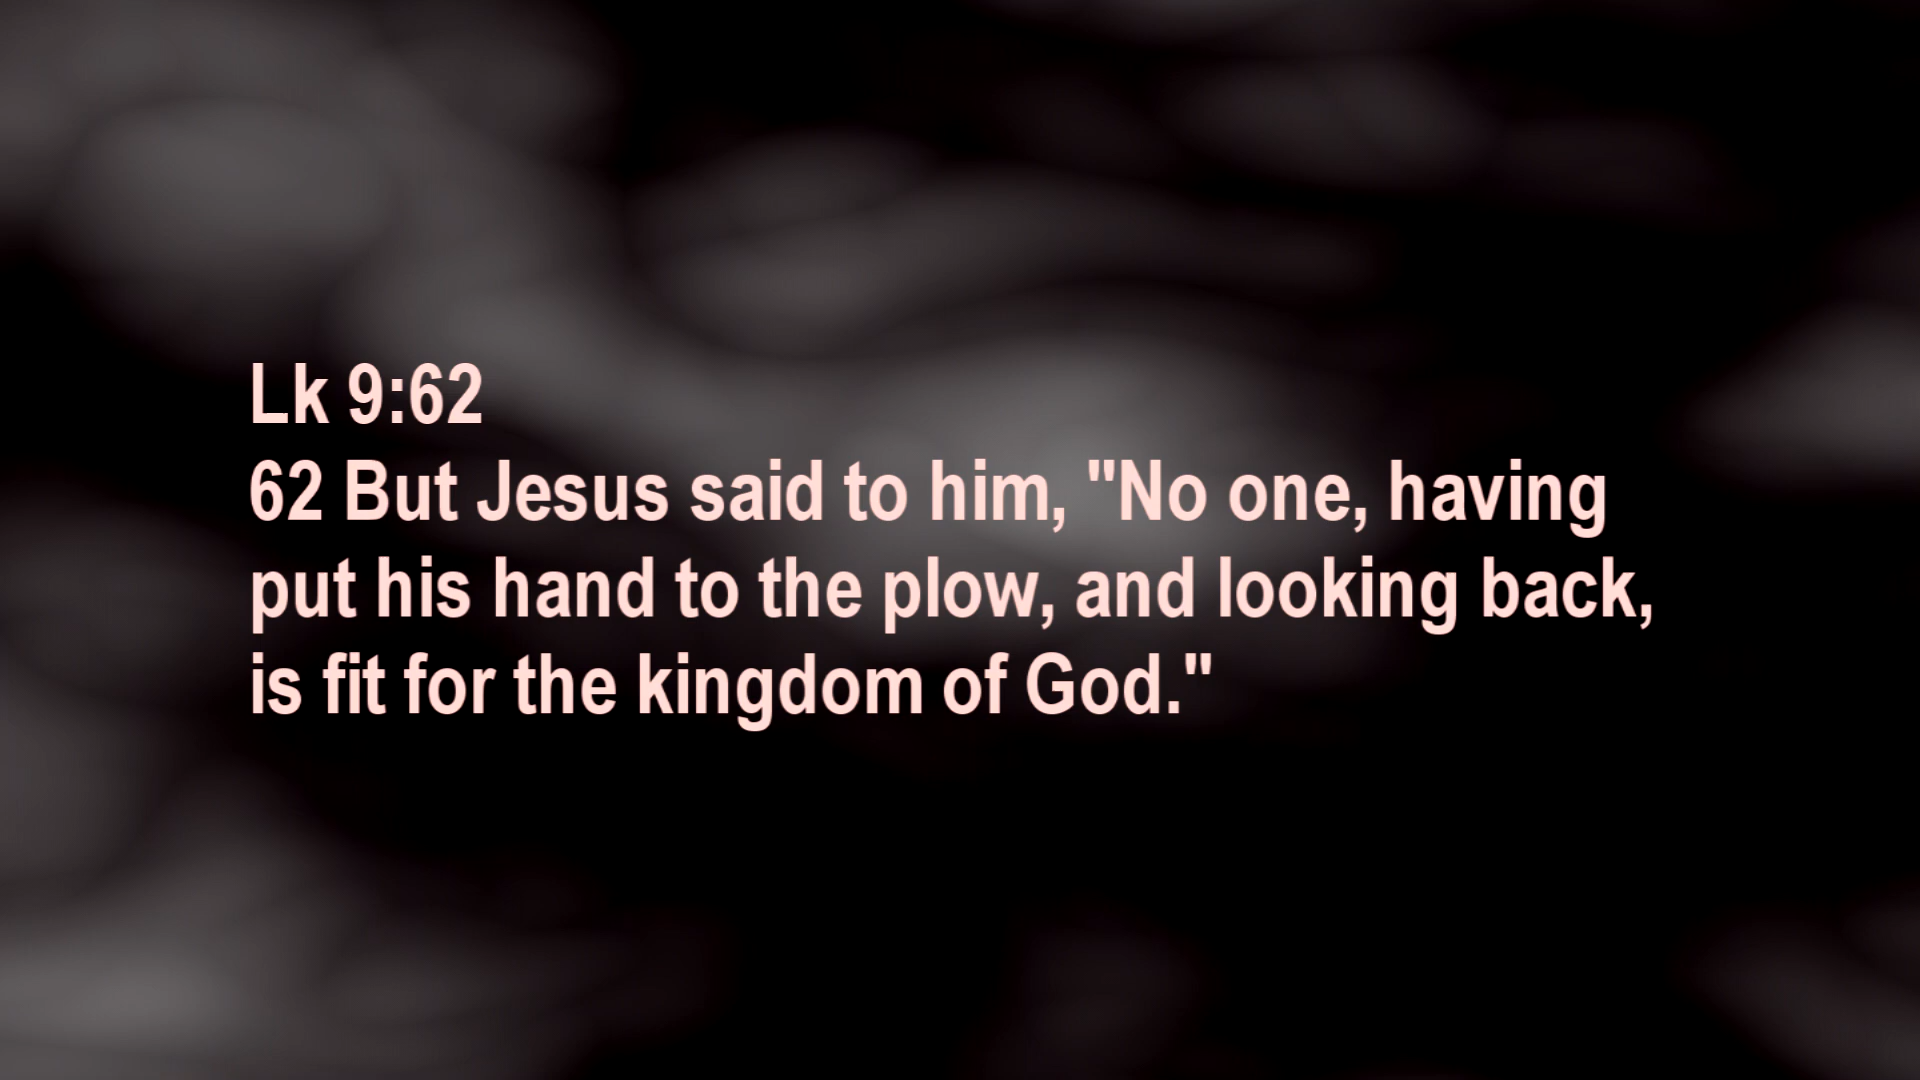 Lk 9:62
62 But Jesus said to him, "No one, having
put his hand to the plow, and looking back,
is fit for the kingdom of God."